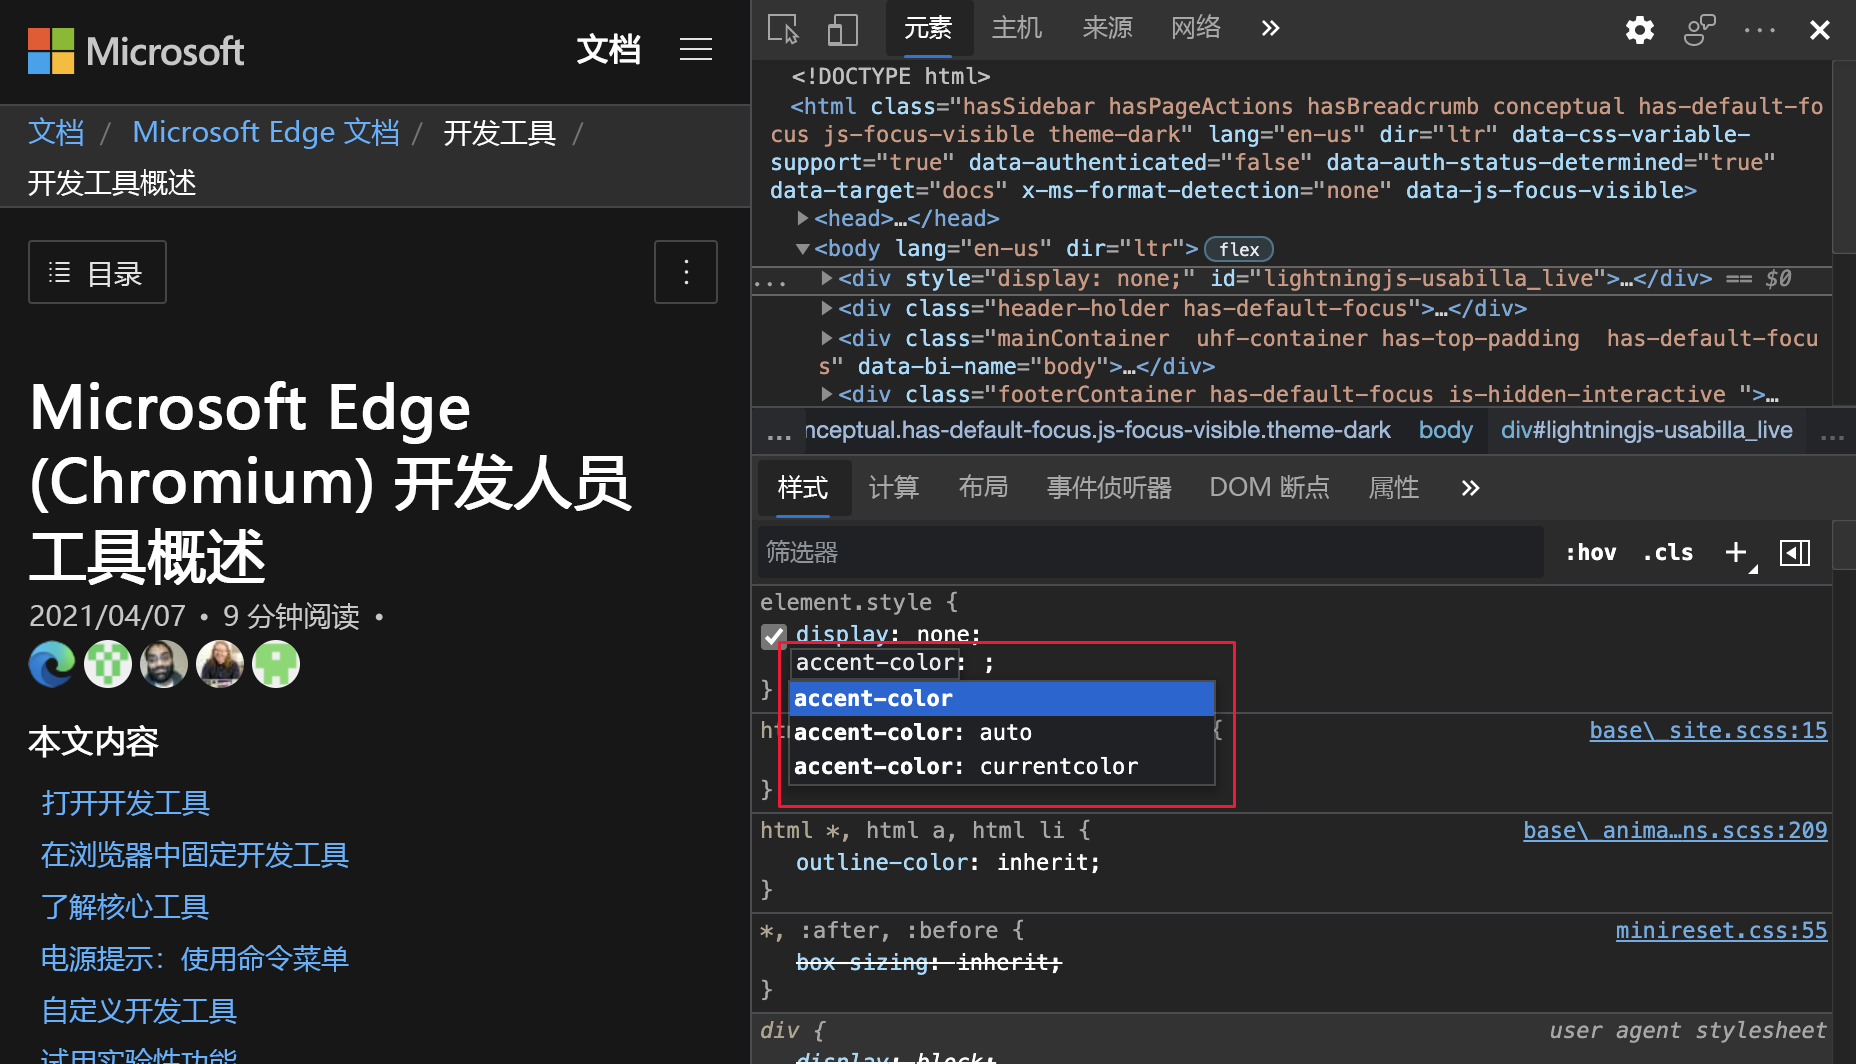 Microsoft
文档
文档 / Microsoft Edge 文档 / 开发工具 /
开发工具概述
目录
Microsoft Edge
(Chromium) 开发人员
工具概述
2021/04/07 • 9 分钟阅读 •
本文内容
打开开发工具
在浏览器中固定开发工具
了解核心工具
电源提示：使用命令菜单
自定义开发工具
试用实验性功能
元素 主机 来源 网络 »
<!DOCTYPE html>
<html class="hasSidebar hasPageActions hasBreadcrumb conceptual has-default-fo
cus js-focus-visible theme-dark" lang="en-us" dir="ltr" data-css-variable-
support="true" data-authenticated="false" data-auth-status-determined="true"
data-target="docs" x-ms-format-detection="none" data-js-focus-visible>
<head>…</head>
<body lang="en-us" dir="ltr"> flex
... <div style="display: none;" id="lightningjs-usabilla_live">…</div> == $0
<div class="header-holder has-default-focus">…</div>
<div class="mainContainer  uhf-container has-top-padding  has-default-focu
s" data-bi-name="body">…</div>
<div class="footerContainer has-default-focus is-hidden-interactive ">…
... nceptual.has-default-focus.js-focus-visible.theme-dark body div#lightningjs-usabilla_live ...
样式 计算 布局 事件侦听器 DOM 断点 属性 »
筛选器 :hov .cls +
element.style {
display: none;
accent-color: ;
}
accent-color
accent-color: auto
accent-color: currentcolor
{ base\_site.scss:15
}
html *, html a, html li { base\_anima…ns.scss:209
outline-color: inherit;
}
*, :after, :before { minireset.css:55
box-sizing: inherit;
}
div { user agent stylesheet
display: block;